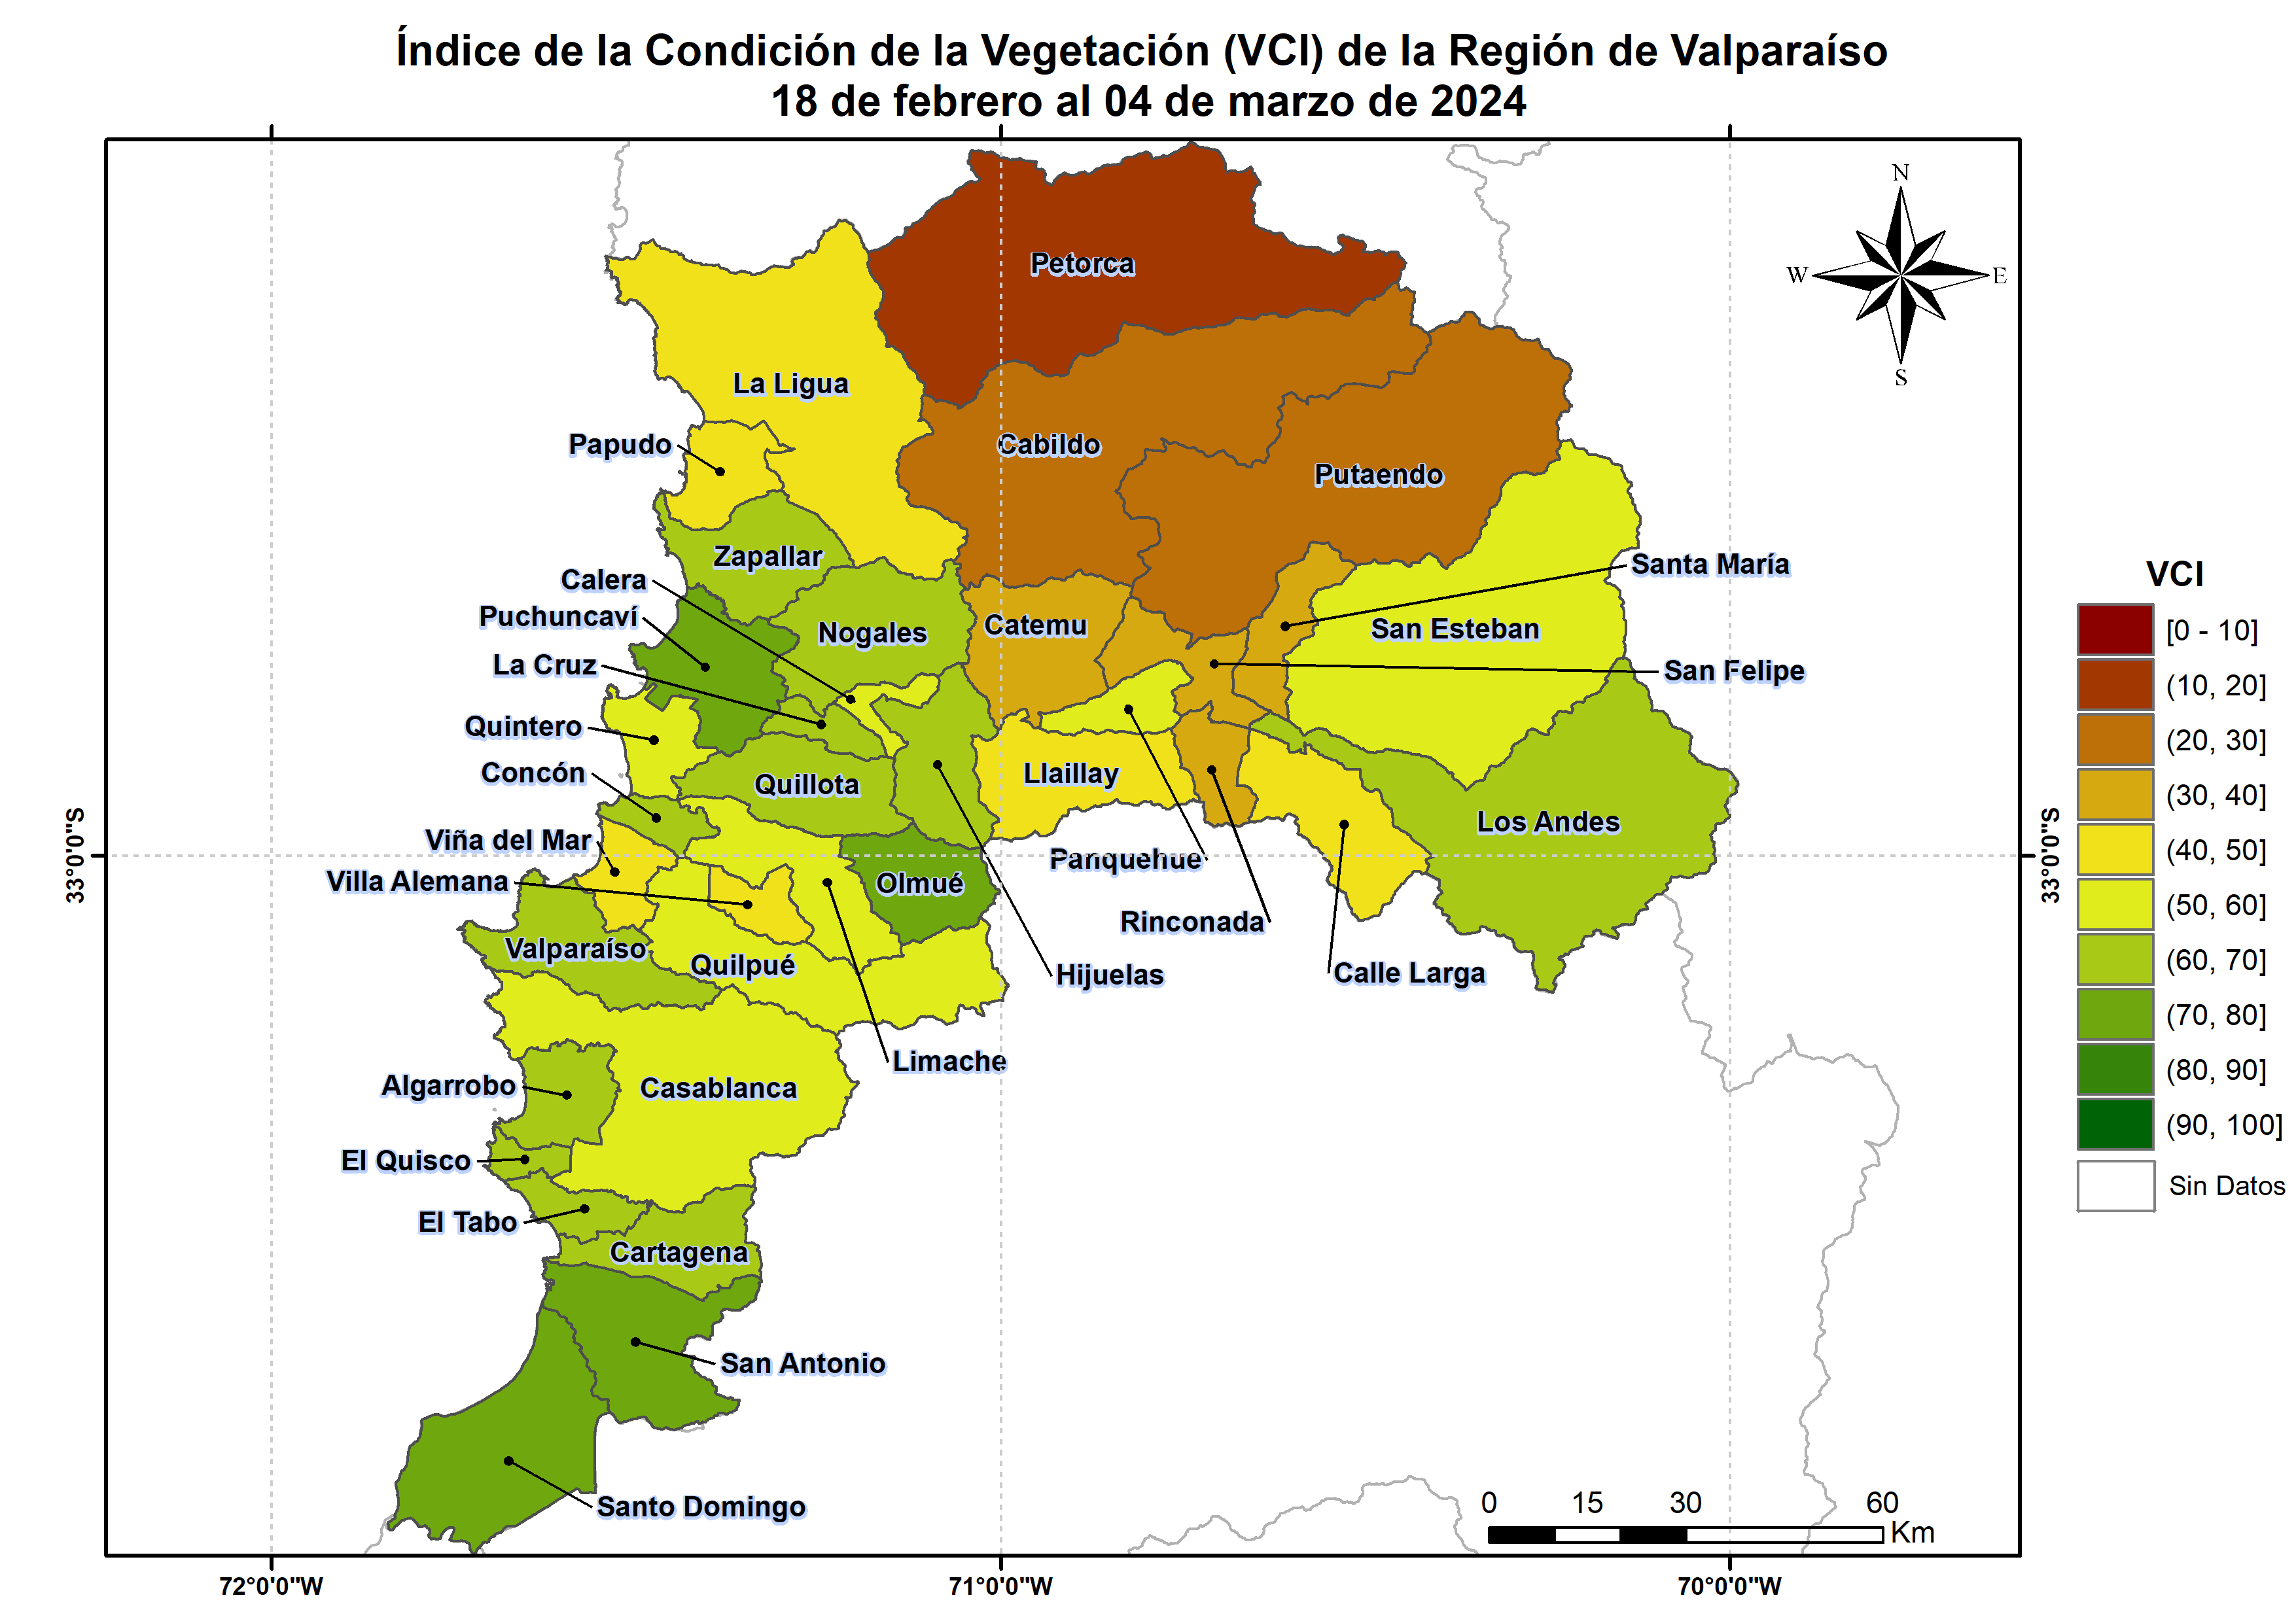 Índice de la Condición de la Vegetación (VCI) de la Región de Valparaíso
18 de febrero al 04 de marzo de 2024
N
W
E
S
Petorca
La Ligua
Papudo
Cabildo
Putaendo
Zapallar
Santa María
Calera
Puchuncaví
Nogales
Catemu
San Esteban
La Cruz
San Felipe
Quintero
Concón
Quillota
Llaillay
Los Andes
Viña del Mar
Panquehue
Villa Alemana
Olmué
Rinconada
Valparaíso
Quilpué
Hijuelas
Calle Larga
Limache
Algarrobo
Casablanca
El Quisco
El Tabo
Cartagena
San Antonio
Santo Domingo
VCI
[0 - 10]
(10, 20]
(20, 30]
(30, 40]
(40, 50]
(50, 60]
(60, 70]
(70, 80]
(80, 90]
(90, 100]
Sin Datos
33°0'0"S
33°0'0"S
0 15 30 60
Km
72°0'0"W 71°0'0"W 70°0'0"W